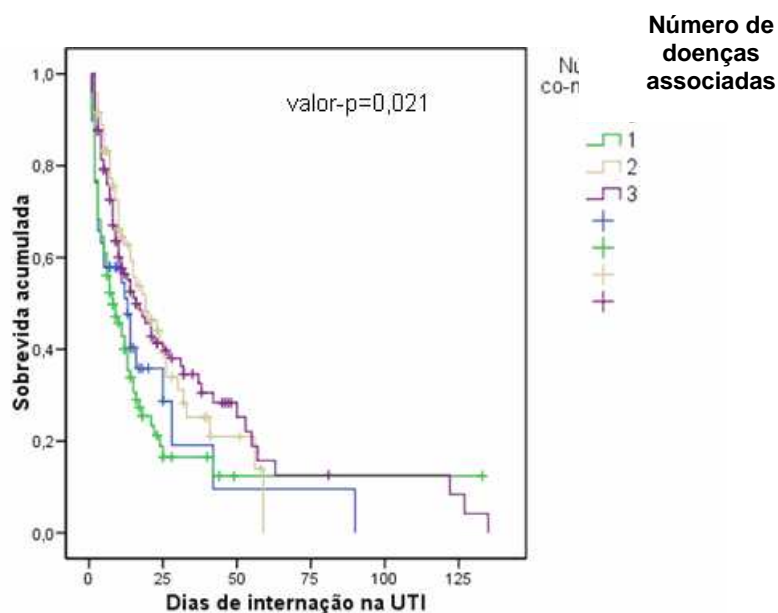 Número de
doenças
associadas
valor-p=0,021
1
2
3
Sobrevida acumulada
1,0
0,8
0,6
0,4
0,2
0,0
0
25
50
75
100
125
Dias de internação na UTI